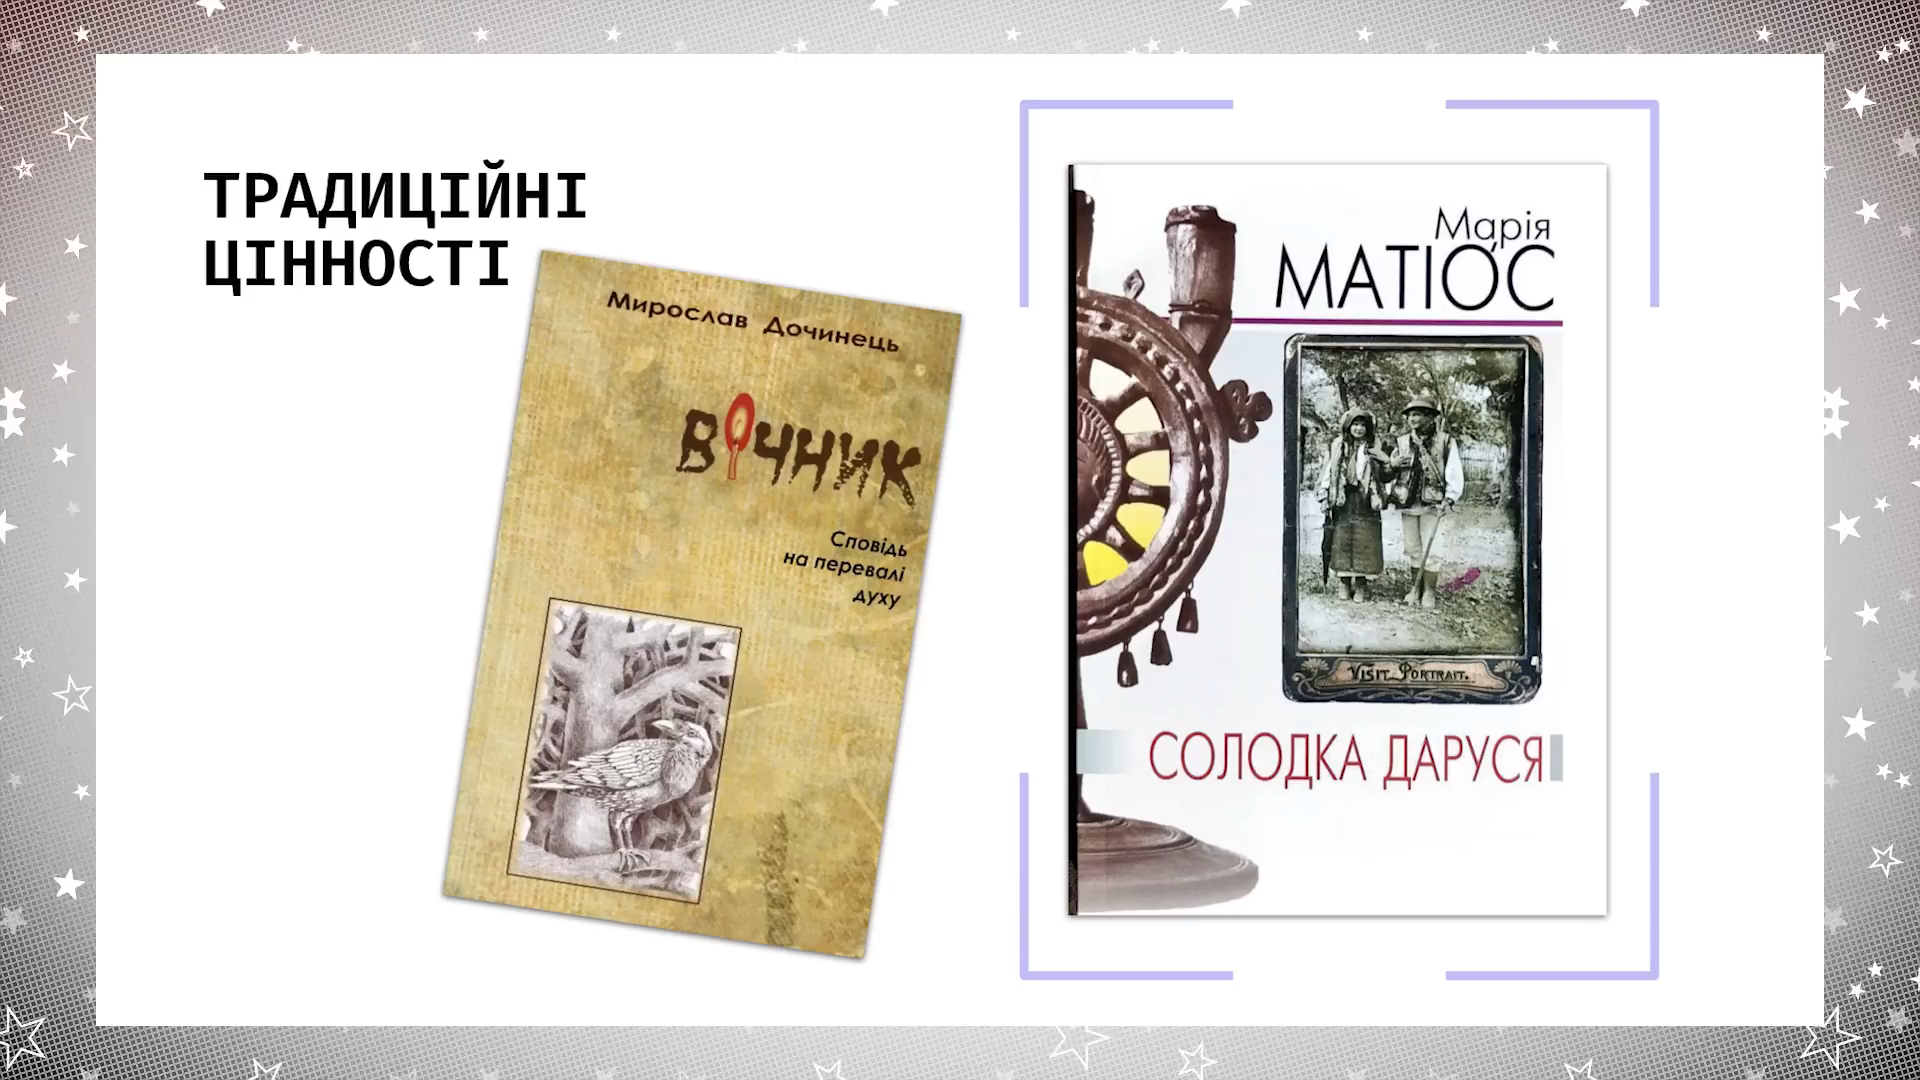 ТРАДИЦІЙНІ
ЦІННОСТІ
Мирослав Дочинець
Вічник
Сповідь
на перевалі
духу
Марія
МАТІОС
VISIT PORTRAIT.
СОЛОДКА ДАРУСЯ